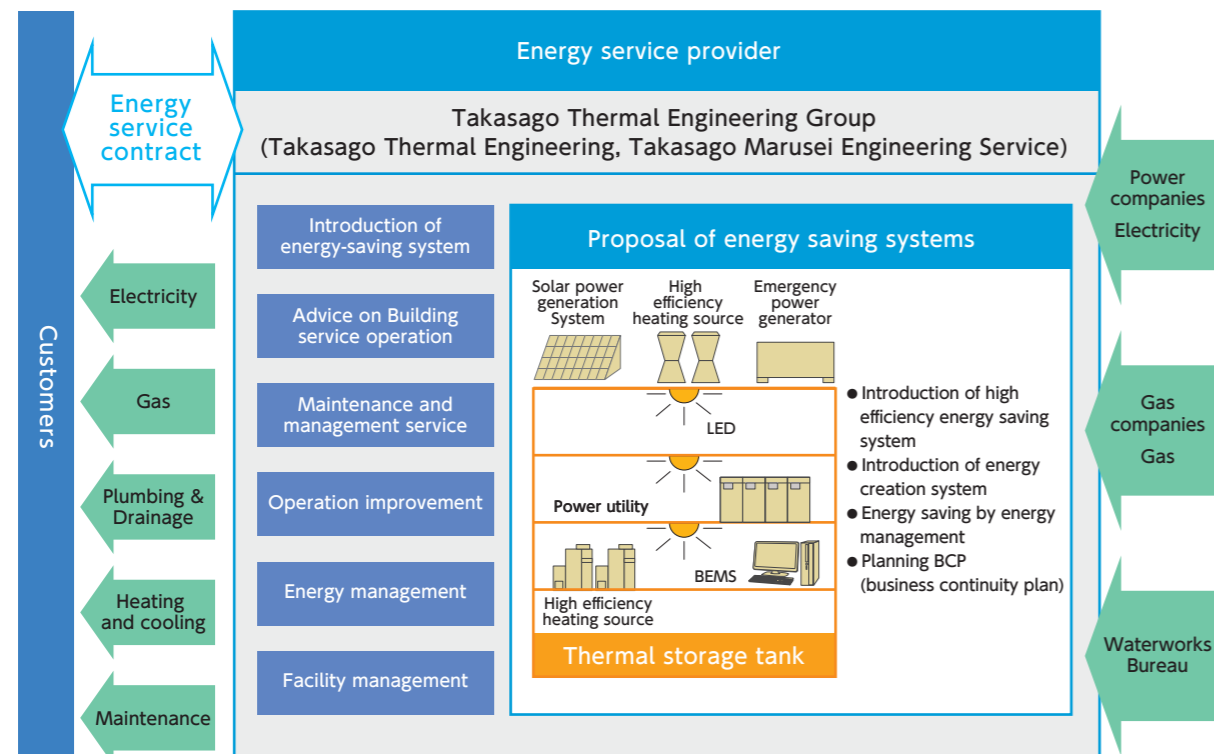 Energy service provider
Takasago Thermal Engineering Group
(Takasago Thermal Engineering, Takasago Marusei Engineering Service)
Customers
Energy
service
contract
Electricity
Gas
Plumbing &
Drainage
Heating
and cooling
Maintenance
Introduction of
energy-saving system
Advice on Building
service operation
Maintenance and
management service
Operation improvement
Energy management
Facility management
Proposal of energy saving systems
Solar power
generation
System
High
efficiency
heating source
Emergency
power
generator
LED
Power utility
BEMS
High efficiency
heating source
Thermal storage tank
● Introduction of high
efficiency energy saving
system
● Introduction of energy
creation system
● Energy saving by energy
management
● Planning BCP
(business continuity plan)
Power
companies
Electricity
Gas
companies
Gas
Waterworks
Bureau